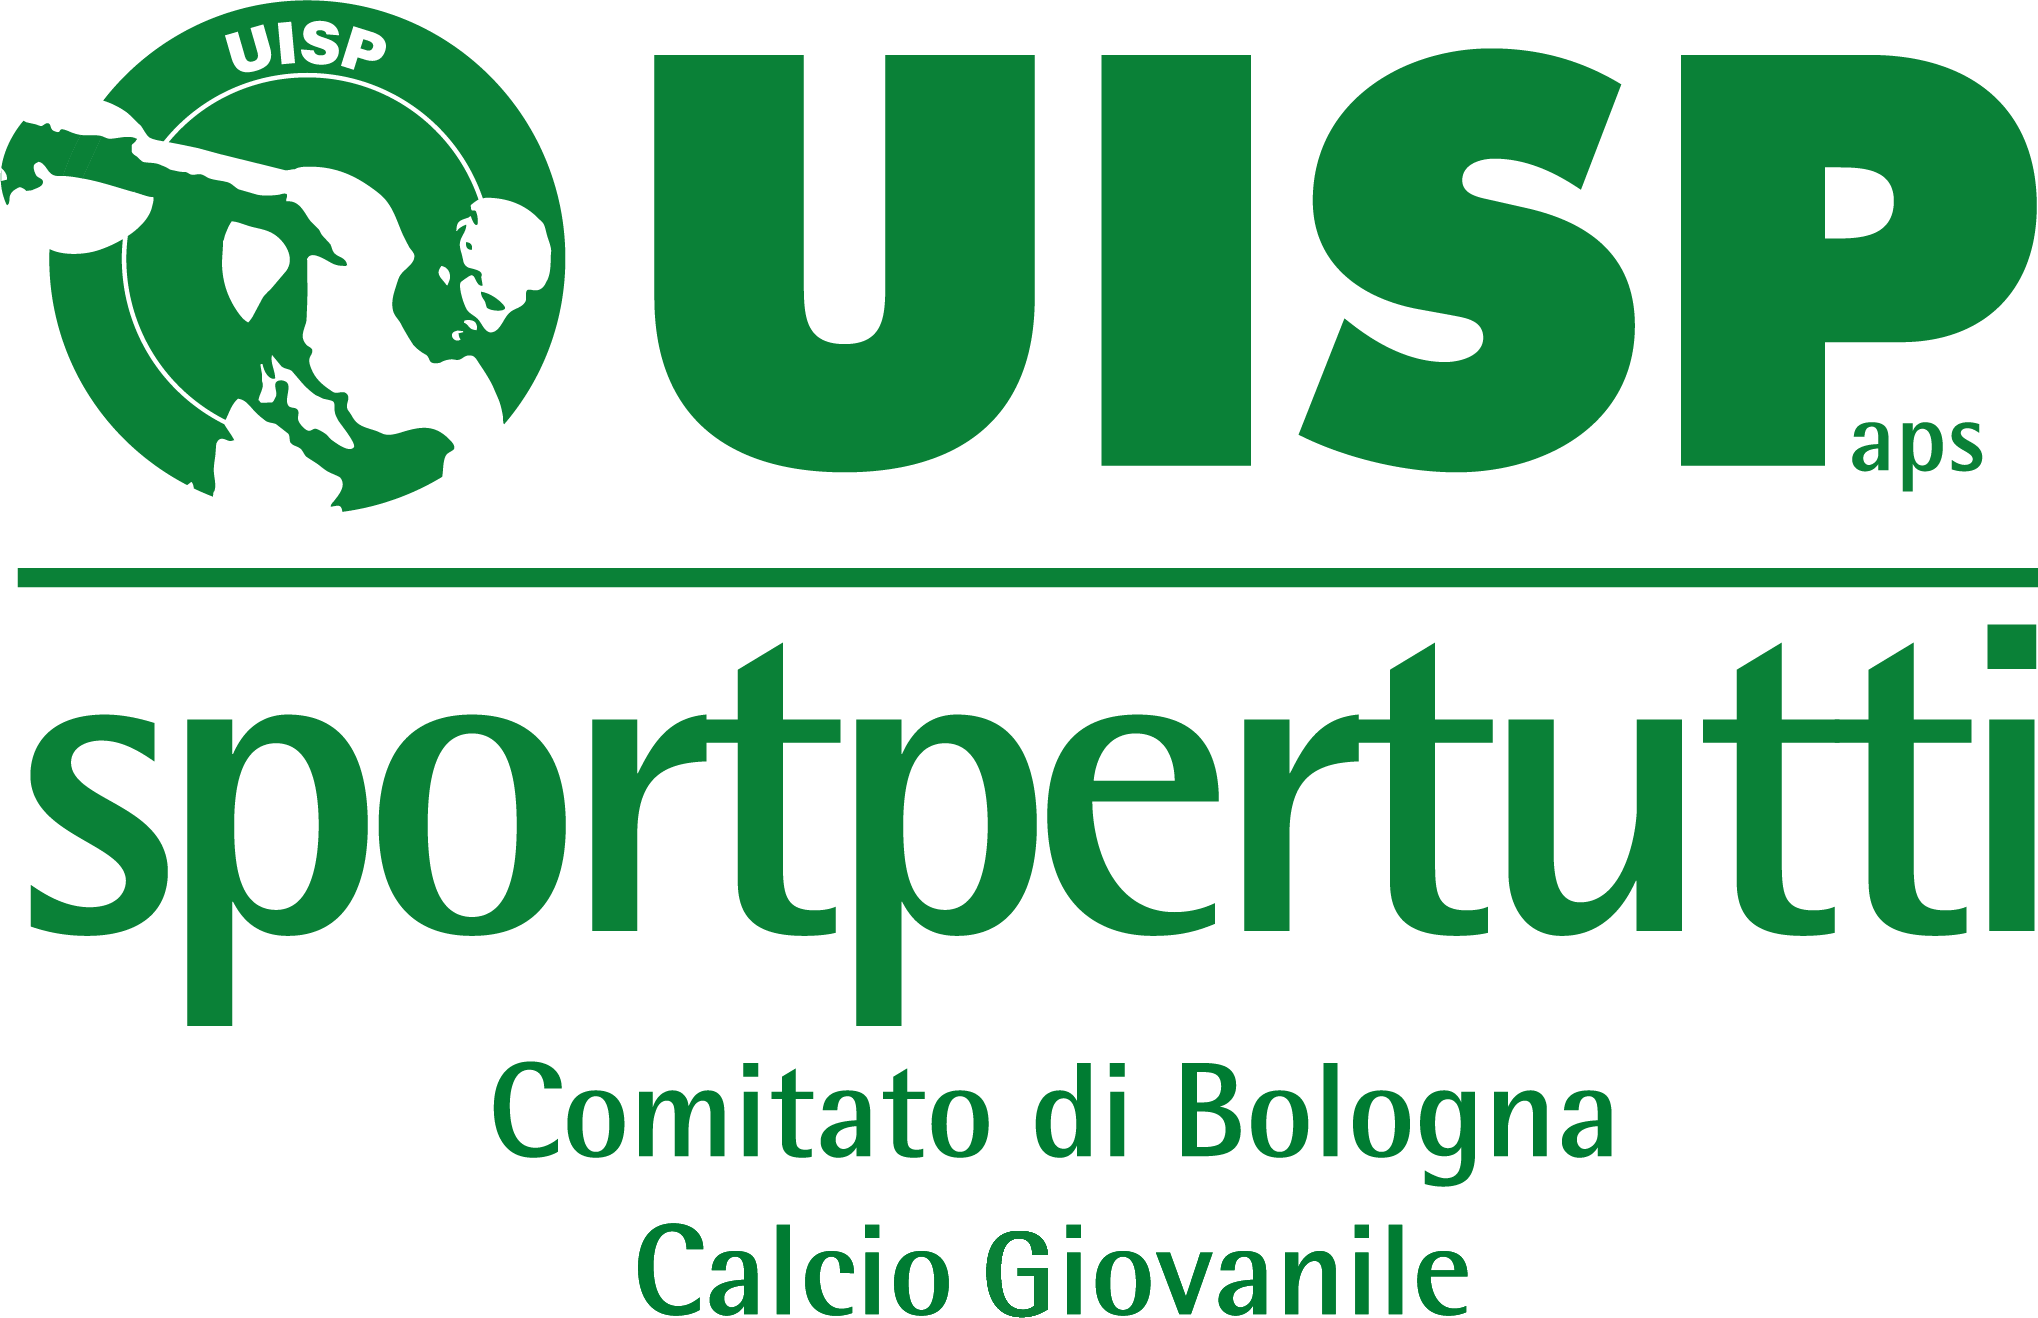 UISP
UISP
aps
sportpertutti
Comitato di Bologna
Calcio Giovanile